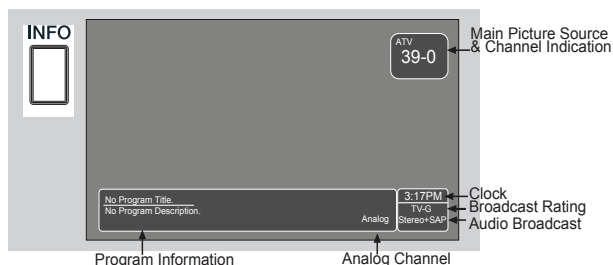 INFO
ATV
39-0
Main Picture Source
& Channel Indication
No Program Title.
No Program Description.
Analog
3:17PM
TV-G
Stereo+SAP
Clock
Broadcast Rating
Audio Broadcast
Program Information
Analog Channel